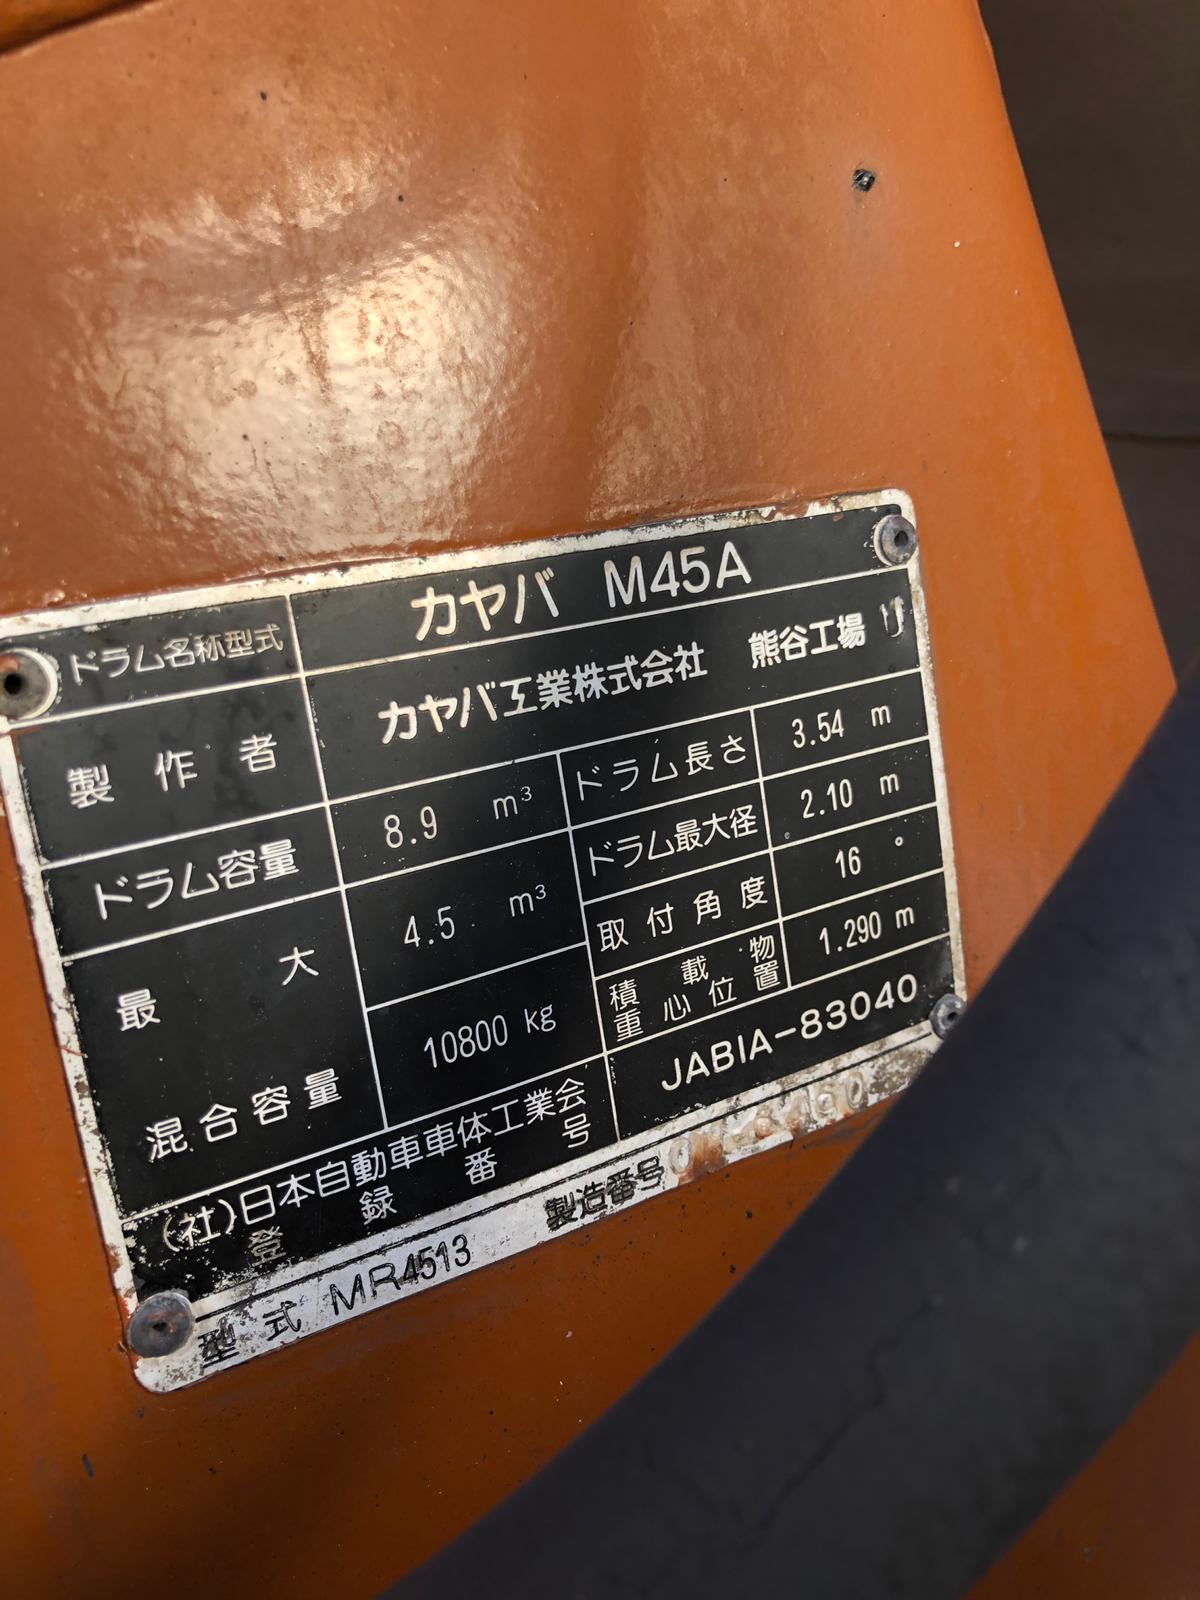 ドラム名称型式 カヤバ M45A
製作者 カヤバ工業株式会社 熊谷工場
ドラム容量 8.9 m³ ドラム長さ 3.54 m
最大混合容量 4.5 m³ ドラム最大径 2.10 m
取付角度 16 °
10800 kg 積載物重心位置 1.290 m
(社)日本自動車車体工業会登録番号 JABIA-83040
型式 MR4513 製造番号